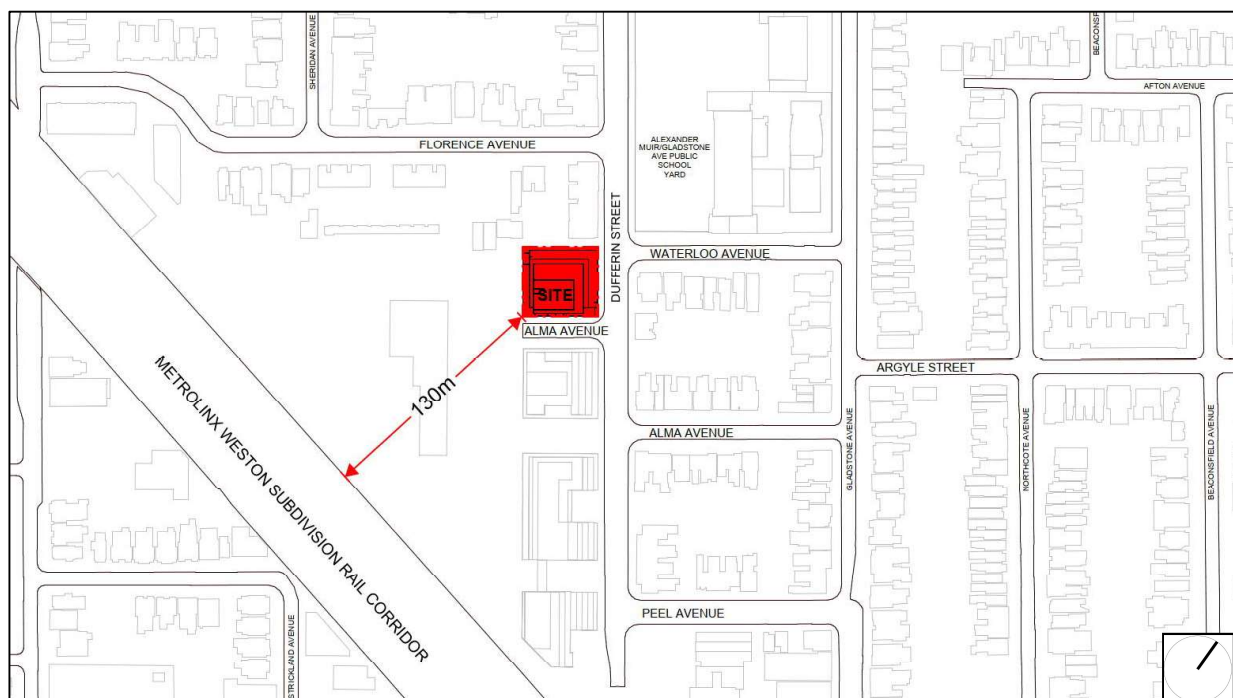 SHERIDAN AVENUE
BEACONSF
AFTON AVENUE
FLORENCE AVENUE
ALEXANDER
MUIR/GLADSTONE
AVE PUBLIC
SCHOOL
YARD
DUFFERIN STREET
WATERLOO AVENUE
SITE
ALMA AVENUE
130m
METROLINX WESTON SUBDIVISION RAIL CORRIDOR
ARGYLE STREET
ALMA AVENUE
GLADSTONE AVENUE
NORTHCOTE AVENUE
BEACONSFIELD AVENUE
PEEL AVENUE
STRICKLAND AVENUE